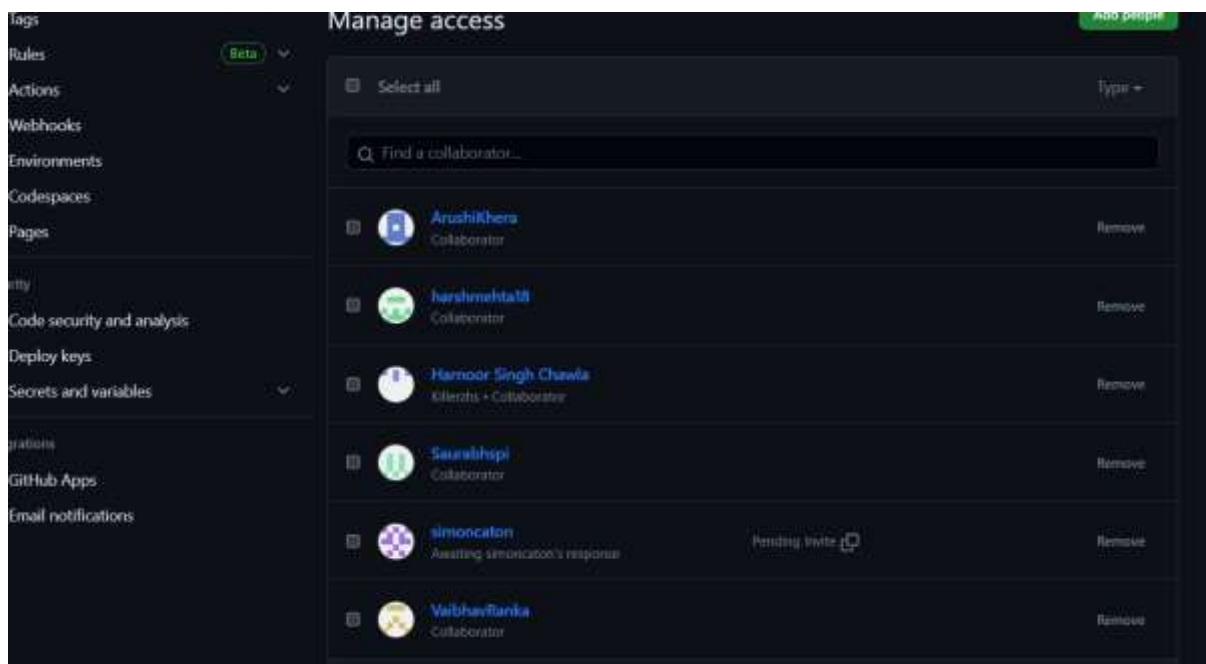 Tags
Rules Beta
Actions
Webhooks
Environments
Codespaces
Pages
Code security and analysis
Deploy keys
Secrets and variables
GitHub Apps
Email notifications
Manage access
Add people
Select all
Type
Find a collaborator...
ArushiKhera
Collaborator
Remove
harshmehta18
Collaborator
Remove
Harnoor Singh Chawla
Collaborator
Remove
Saurabhspi
Collaborator
Remove
simoncaton
Awaiting simoncaton's response
Pending Invite
Remove
VaibhavRanka
Collaborator
Remove